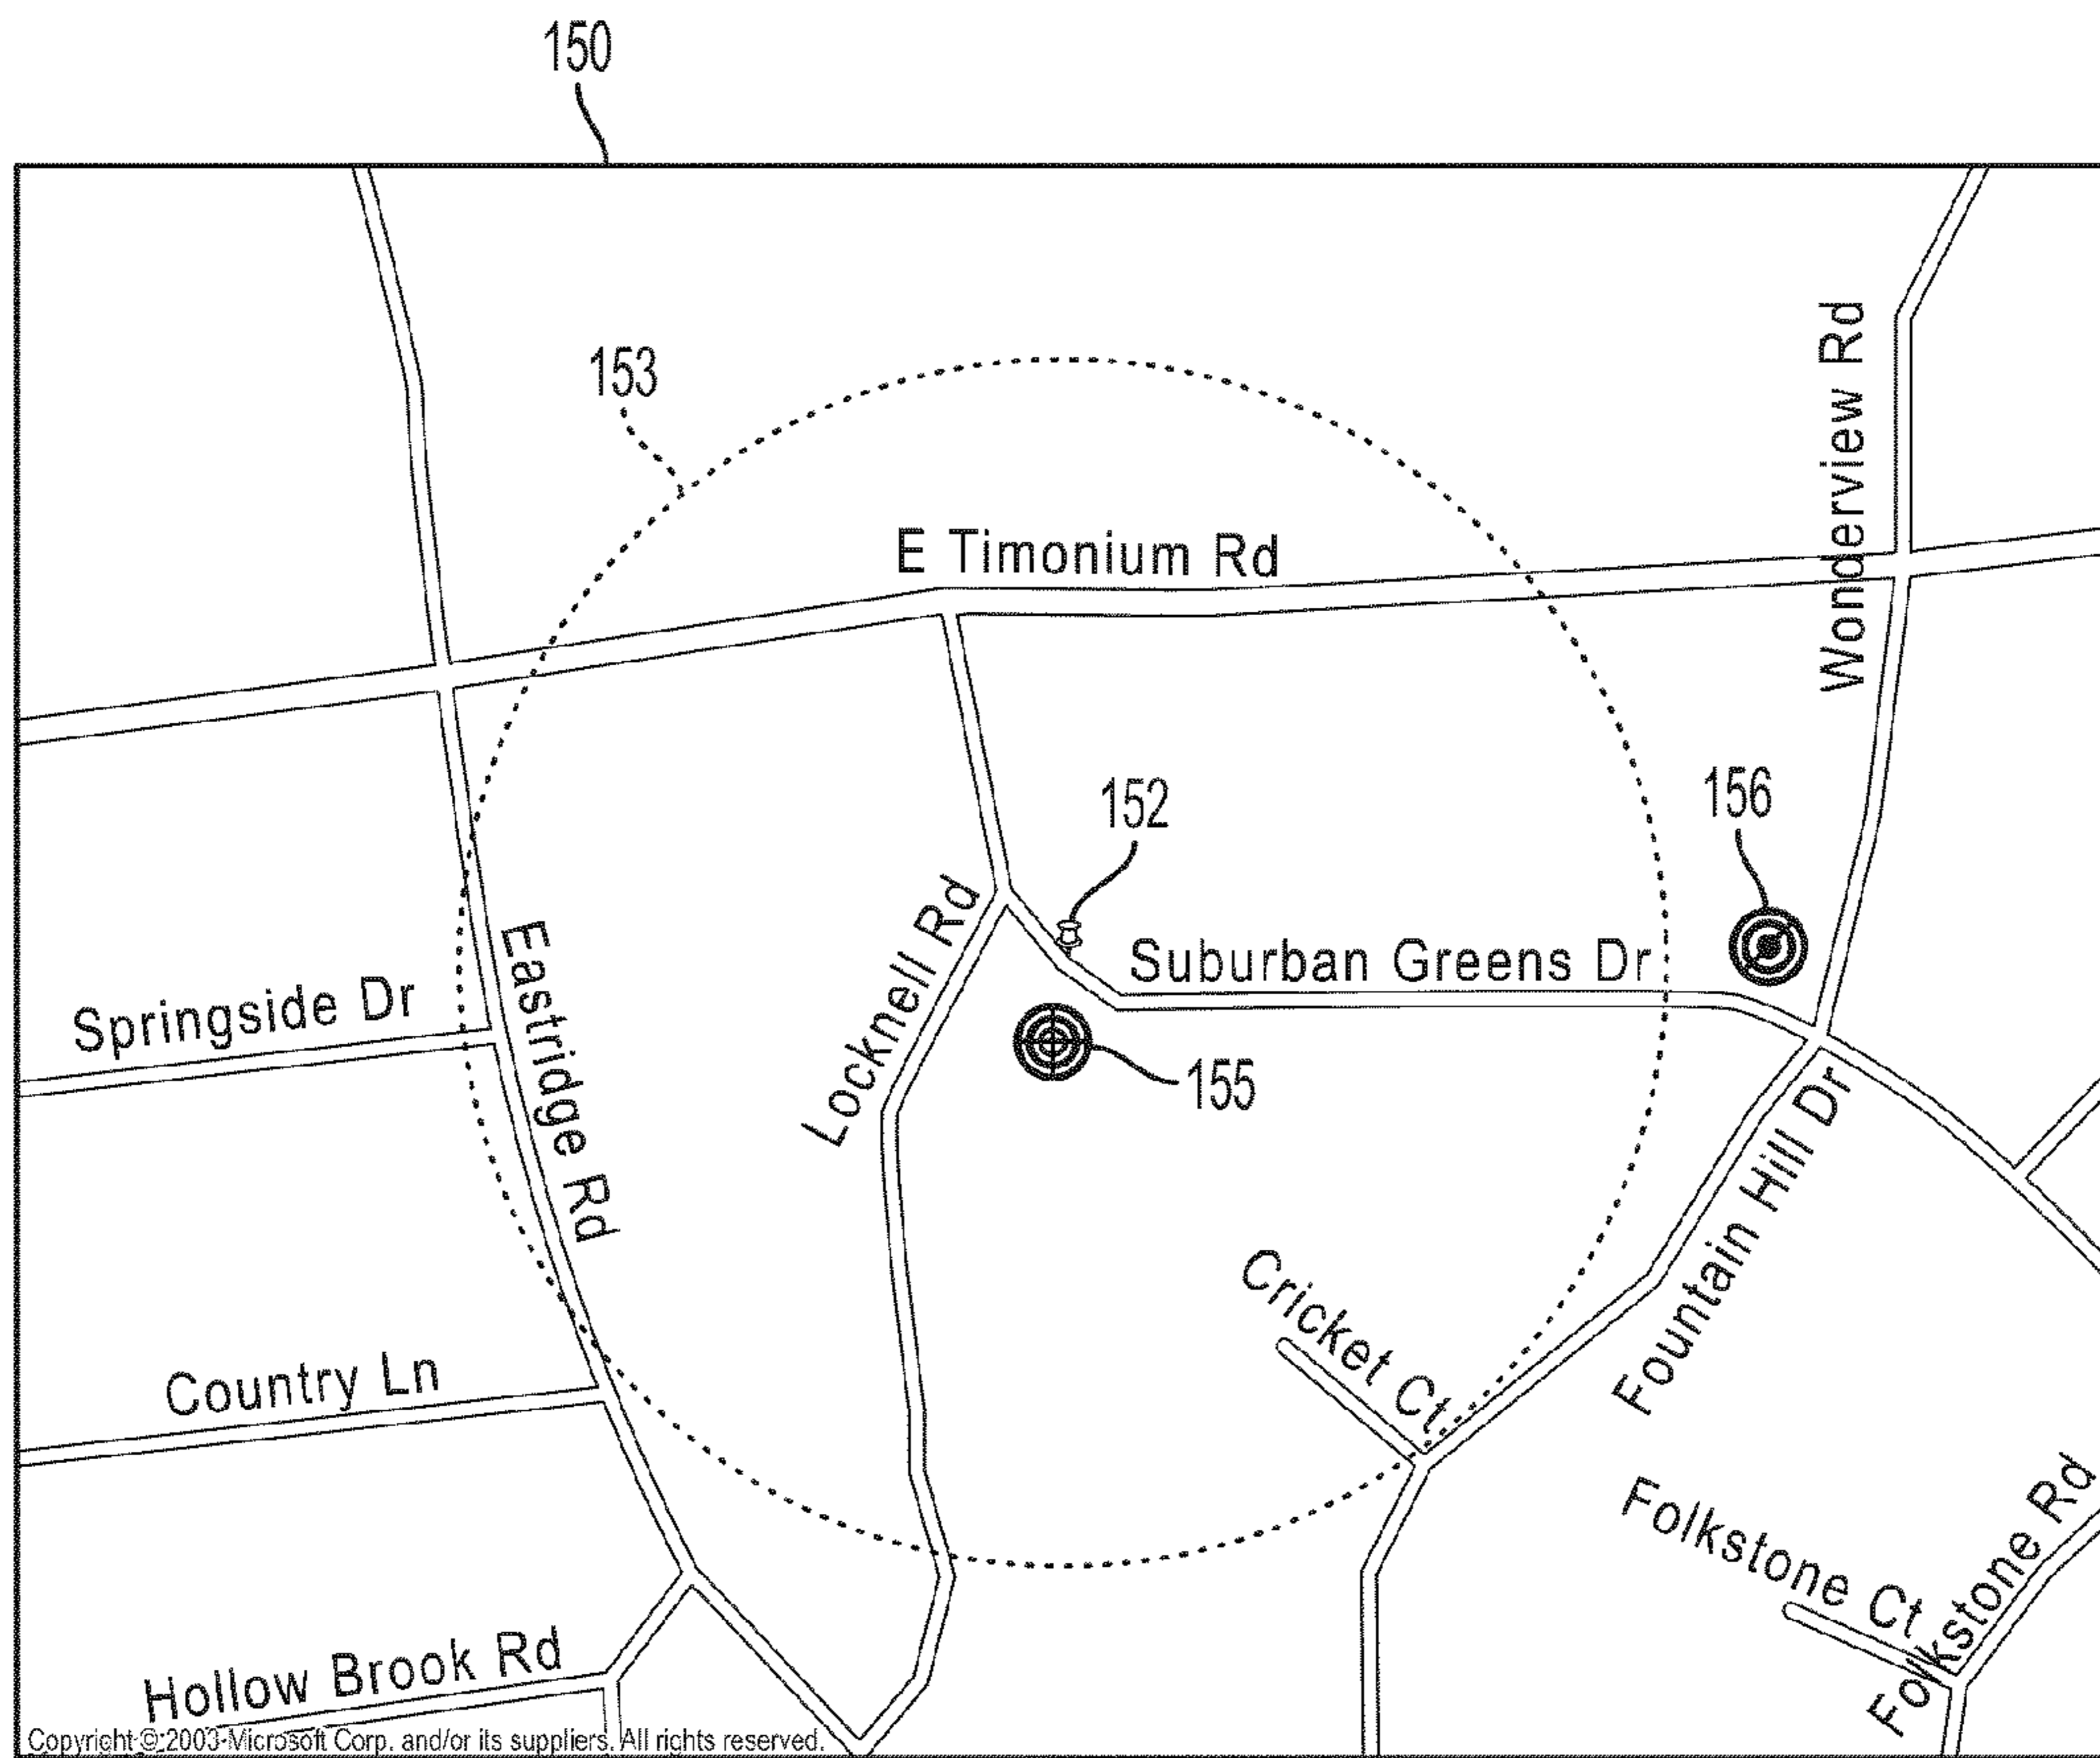 150
153
E Timonium Rd
Wonderview Rd
152
156
Locknell Rd
Suburban Greens Dr
Eastridge Rd
Springside Dr
155
Fountain Hill Dr
Cricket Ct
Country Ln
Folkstone Ct
Folkstone Rd
Hollow Brook Rd
Copyright © 2003 Microsoft Corp. and/or its suppliers. All rights reserved.